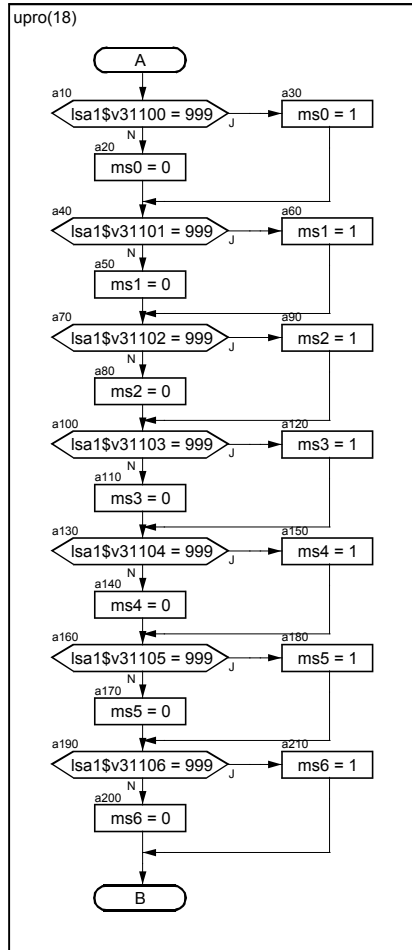 upro(18)
A
a10
lsa1$v31100 = 999
J
N
a30
ms0 = 1
a20
ms0 = 0
a40
lsa1$v31101 = 999
J
N
a60
ms1 = 1
a50
ms1 = 0
a70
lsa1$v31102 = 999
J
N
a90
ms2 = 1
a80
ms2 = 0
a100
lsa1$v31103 = 999
J
N
a120
ms3 = 1
a110
ms3 = 0
a130
lsa1$v31104 = 999
J
N
a150
ms4 = 1
a140
ms4 = 0
a160
lsa1$v31105 = 999
J
N
a180
ms5 = 1
a170
ms5 = 0
a190
lsa1$v31106 = 999
J
N
a210
ms6 = 1
a200
ms6 = 0
B